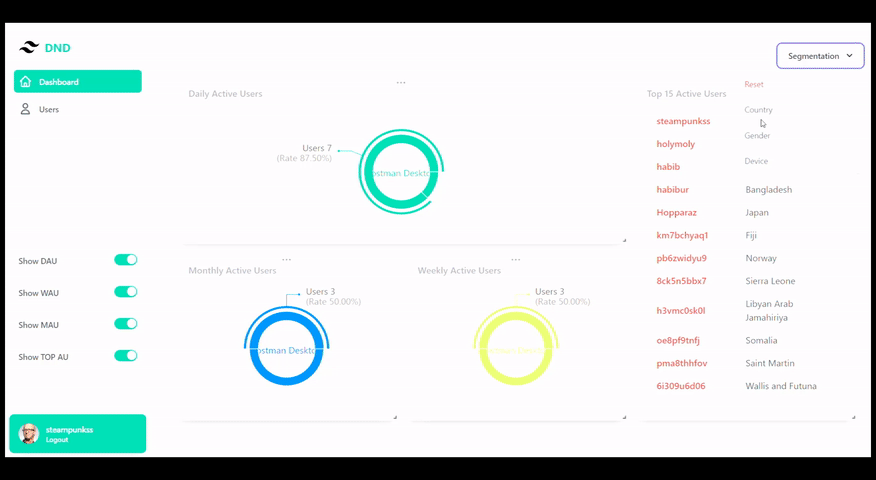 DND
Segmentation
Dashboard
Users
Reset
Country
Gender
Device
Daily Active Users
Users 7
(Rate 87.50%)
ostman Deskto
Monthly Active Users
Users 3
(Rate 50.00%)
ostman Deskto
Weekly Active Users
Users 3
(Rate 50.00%)
Top 15 Active Users
steampunkss
holymoly
habib
habibur Bangladesh
Hopparaz Japan
km7bchyaq1 Fiji
pb6zwidyu9 Norway
8ck5n5bbx7 Sierra Leone
h3vmc0sk0l Libyan Arab
Jamahiriya
oe8pf9tnfj Somalia
pma8thhfov Saint Martin
6i309u6d06 Wallis and Futuna
Show DAU
Show WAU
Show MAU
Show TOP AU
steampunkss
Logout